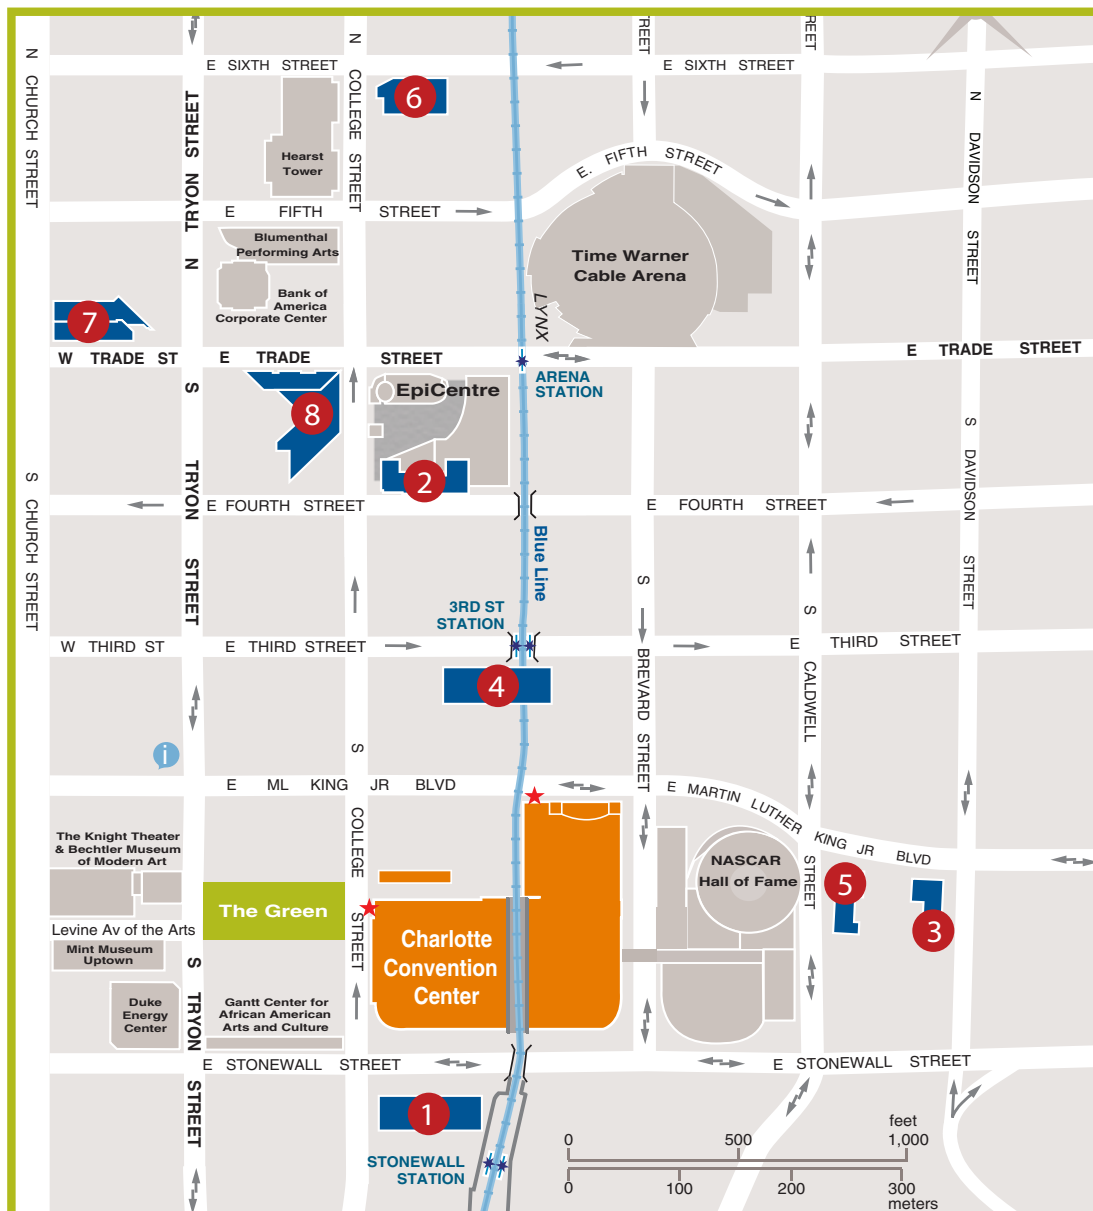 N CHURCH STREET
N TRYON STREET
N COLLEGE STREET
TREET
TREET
E SIXTH STREET
E SIXTH STREET
6
N DAVIDSON STREET
Hearst
Tower
E. FIFTH STREET
E FIFTH STREET
Blumenthal
Performing Arts
Time Warner
Cable Arena
Bank of
America
Corporate Center
LYNX
7
W TRADE ST
E TRADE STREET
E TRADE STREET
ARENA
STATION
EpiCentre
8
2
S CHURCH STREET
S TRYON STREET
S DAVIDSON STREET
E FOURTH STREET
E FOURTH STREET
Blue Line
3RD ST
STATION
W THIRD ST
E THIRD STREET
E THIRD STREET
4
S BREVARD STREET
S CALDWELL STREET
i
S COLLEGE STREET
E ML KING JR BLVD
E MARTIN LUTHER KING JR BLVD
The Knight Theater
& Bechtler Museum
of Modern Art
NASCAR
Hall of Fame
5
3
The Green
Levine Av of the Arts
Mint Museum
Uptown
Charlotte
Convention
Center
Duke
Energy
Center
Gantt Center for
African American
Arts and Culture
S TRYON STREET
E STONEWALL STREET
E STONEWALL STREET
1
STONEWALL
STATION
feet
0 500 1,000
0 100 200 300
meters